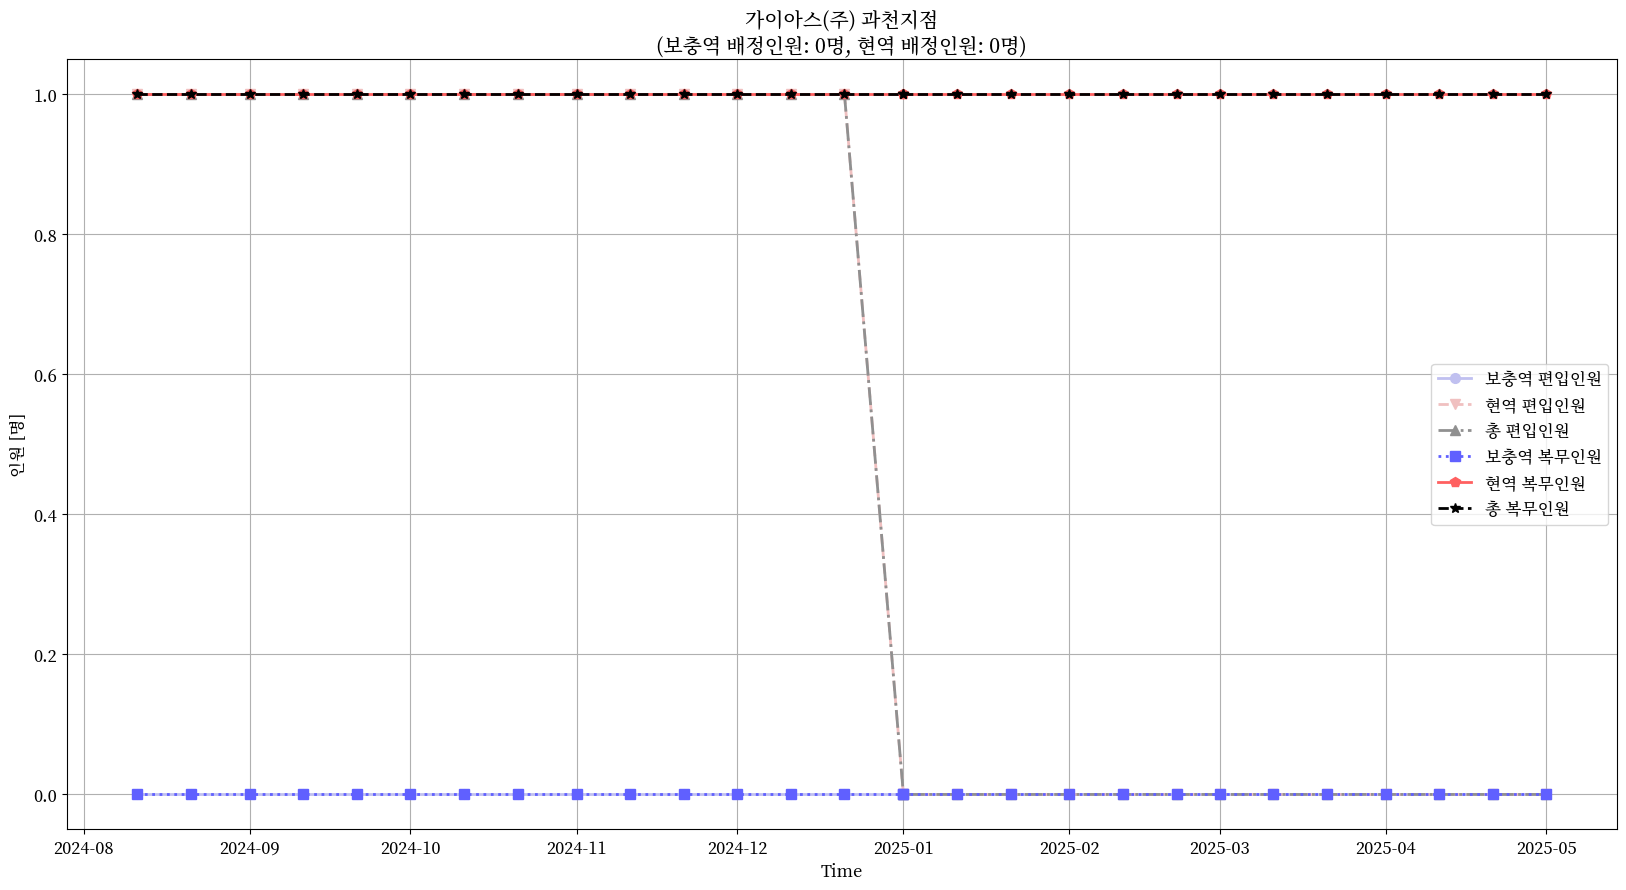 가이아스(주) 과천지점
(보충역 배정인원: 0명, 현역 배정인원: 0명)
1.0
0.8
0.6
0.4
0.2
0.0
인원 [명]
보충역 편입인원
현역 편입인원
총 편입인원
보충역 복무인원
현역 복무인원
총 복무인원
2024-08
2024-09
2024-10
2024-11
2024-12
2025-01
2025-02
2025-03
2025-04
2025-05
Time